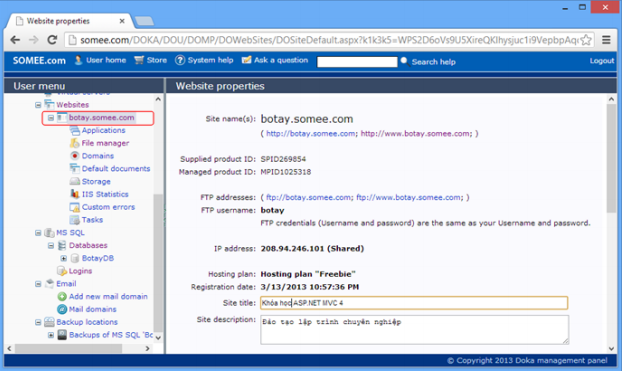 Website properties
somee.com/DOKA/DOU/DOMP/DOWebSites/DOSiteDefault.aspx?k1k3k5=
SOMEE.com User home Store System help Ask a question Search help Logout
User menu
Websites
botay.somee.com
Applications
File manager
Domains
Default documents
Storage
IIS Statistics
Custom errors
Tasks
MS SQL
Databases
BotayDB
Logins
Email
Add new mail domain
Mail domains
Backup locations
Backups of MS SQL 'Bo
Website properties
Site name(s): botay.somee.com
( http://botay.somee.com; http://www.botay.somee.com; )
Supplied product ID: SPID269854
Managed product ID: MPID1025318
FTP addresses: ( ftp://botay.somee.com; ftp://www.botay.somee.com; )
FTP username: botay
FTP credentials (Username and password) are the same as your Username and password.
IP address: 208.94.246.101 (Shared)
Hosting plan: Hosting plan "Freebie"
Registration date: 3/13/2013 10:57:36 PM
Site title: Khóa học ASP.NET MVC 4
Site description: Đào tạo lập trình chuyên nghiệp
© Copyright 2013 Doka management panel